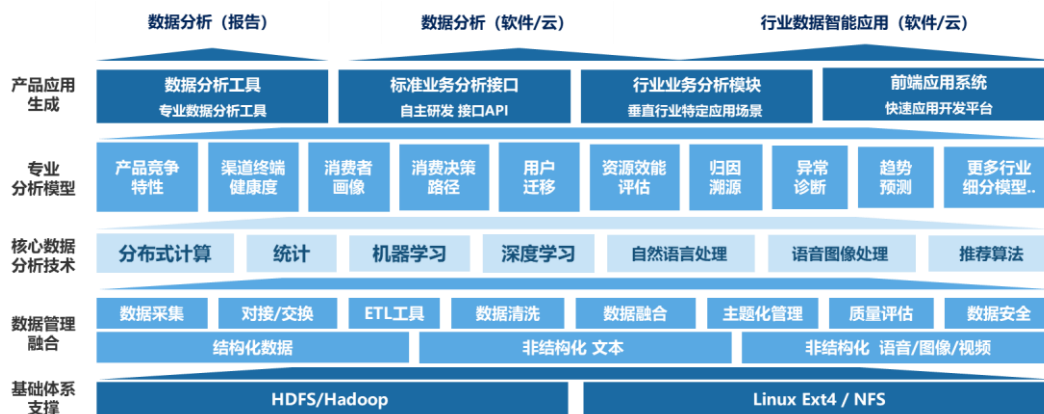 数据分析（报告）
数据分析（软件/云）
行业数据智能应用（软件/云）
产品应用
生成
数据分析工具
专业数据分析工具
标准业务分析接口
自主研发 接口API
行业业务分析模块
垂直行业特定应用场景
前端应用系统
快速应用开发平台
专业
分析模型
产品竞争
特性
渠道终端
健康度
消费者
画像
消费决策
路径
用户
迁移
资源效能
评估
归因
溯源
异常
诊断
趋势
预测
更多行业
细分模型..
核心数据
分析技术
分布式计算
统计
机器学习
深度学习
自然语言处理
语音图像处理
推荐算法
数据管理
融合
数据采集
对接/交换
ETL工具
数据清洗
数据融合
主题化管理
质量评估
数据安全
结构化数据
非结构化 文本
非结构化 语音/图像/视频
基础体系
支撑
HDFS/Hadoop
Linux Ext4 / NFS